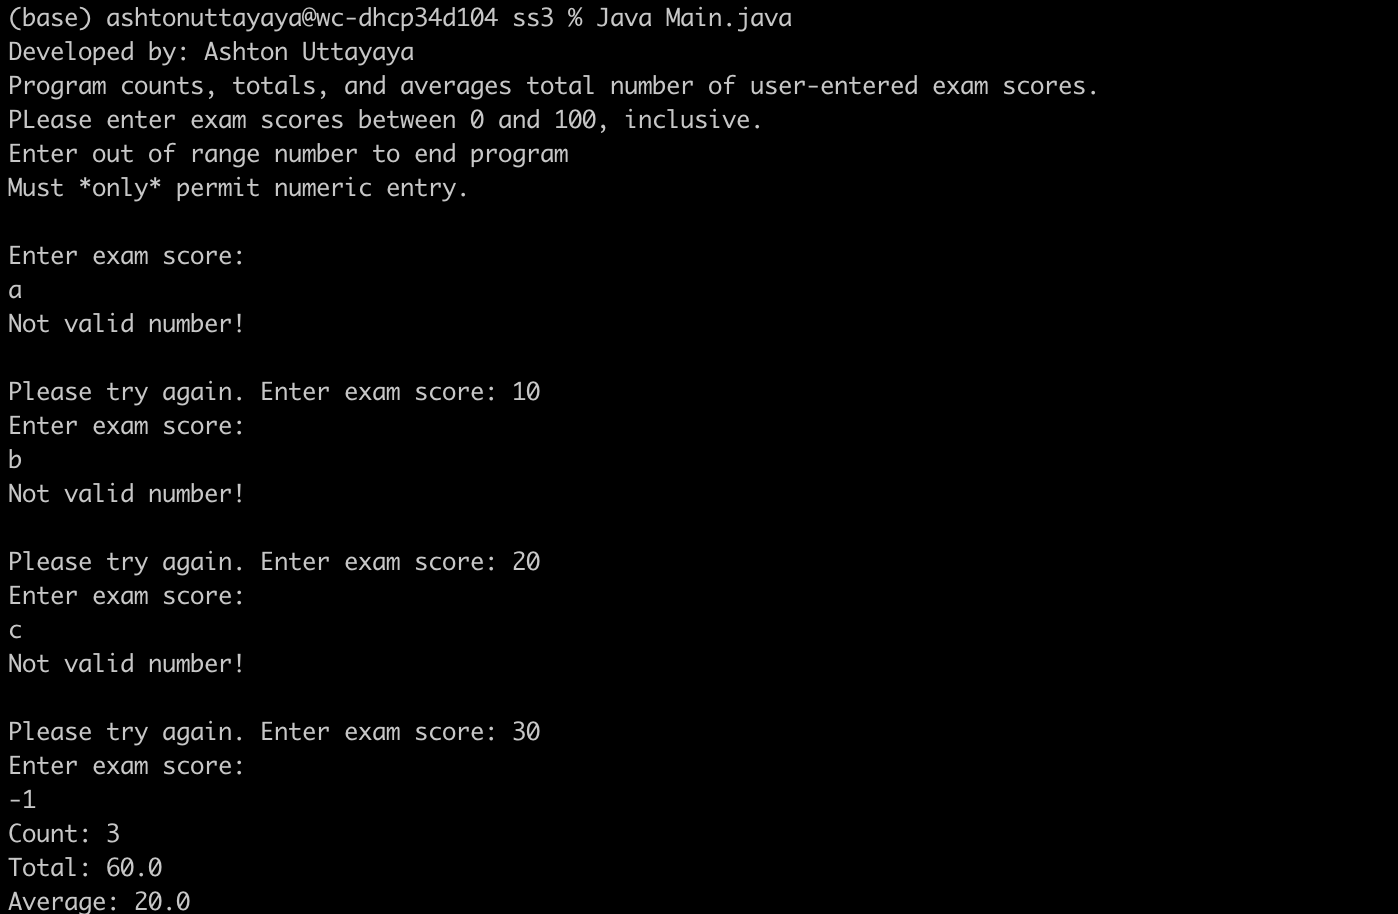 (base) ashtonuttayaya@wc-dhcp34d104 ss3 % Java Main.java
Developed by: Ashton Uttayaya
Program counts, totals, and averages total number of user-entered exam scores.
PLease enter exam scores between 0 and 100, inclusive.
Enter out of range number to end program
Must *only* permit numeric entry.

Enter exam score:
a
Not valid number!

Please try again. Enter exam score: 10
Enter exam score:
b
Not valid number!

Please try again. Enter exam score: 20
Enter exam score:
c
Not valid number!

Please try again. Enter exam score: 30
Enter exam score:
-1
Count: 3
Total: 60.0
Average: 20.0